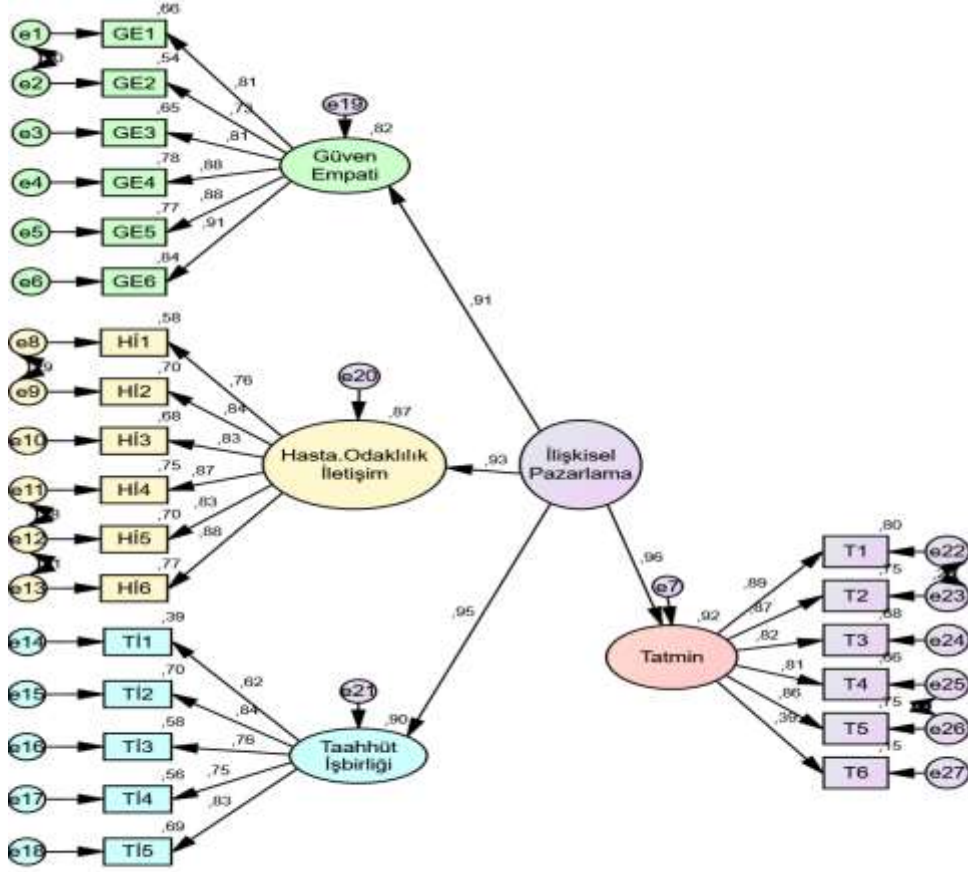 ,66
e1
GE1
,54
e2
GE2
,81
,73
e19
,65
e3
GE3
,81
,82
Güven
Empati
,78
e4
GE4
,88
,77
e5
GE5
,88
,91
,84
e6
GE6
,91
,58
e8
Hİ1
,70
e9
Hİ2
,76
e20
,84
,87
,68
e10
Hİ3
,83
Hasta.Odaklılık
İletişim
,93
İlişkisel
Pazarlama
,75
e11
Hİ4
,87
,70
e12
Hİ5
,83
,88
,77
e13
Hİ6
,39
e14
Tİ1
,95
,96
,62
,70
e15
Tİ2
,84
e21
,90
,58
e16
Tİ3
,76
Taahhüt
İşbirliği
,56
e17
Tİ4
,75
,83
,69
e18
Tİ5
e7
,92
Tatmin
,80
T1
e22
,89
,75
T2
e23
,87
,68
T3
e24
,82
,66
T4
e25
,81
,75
T5
e26
,86
,39
,15
T6
e27